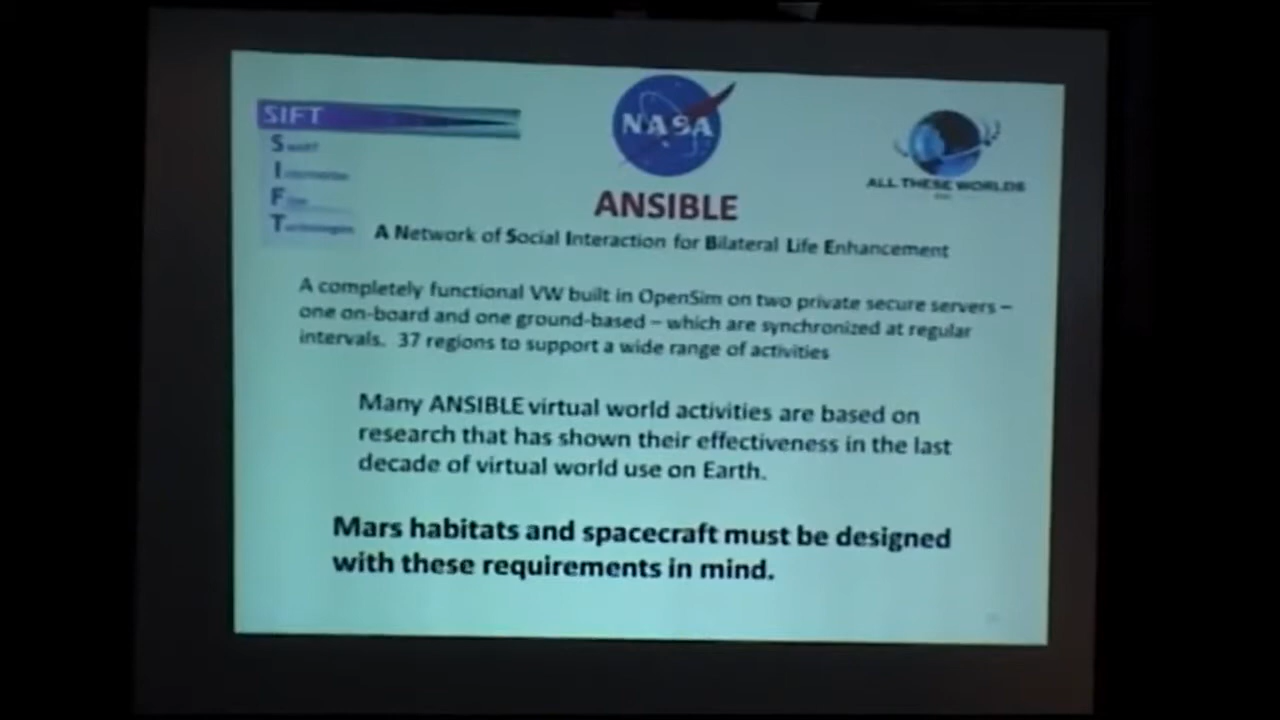 SIFT
S
I
F
T
NASA
ALL THESE WORLDS
ANSIBLE
A Network of Social Interaction for Bilateral Life Enhancement
A completely functional VW built in OpenSim on two private secure servers –
one on-board and one ground-based – which are synchronized at regular
intervals. 37 regions to support a wide range of activities
Many ANSIBLE virtual world activities are based on
research that has shown their effectiveness in the last
decade of virtual world use on Earth.
Mars habitats and spacecraft must be designed
with these requirements in mind.